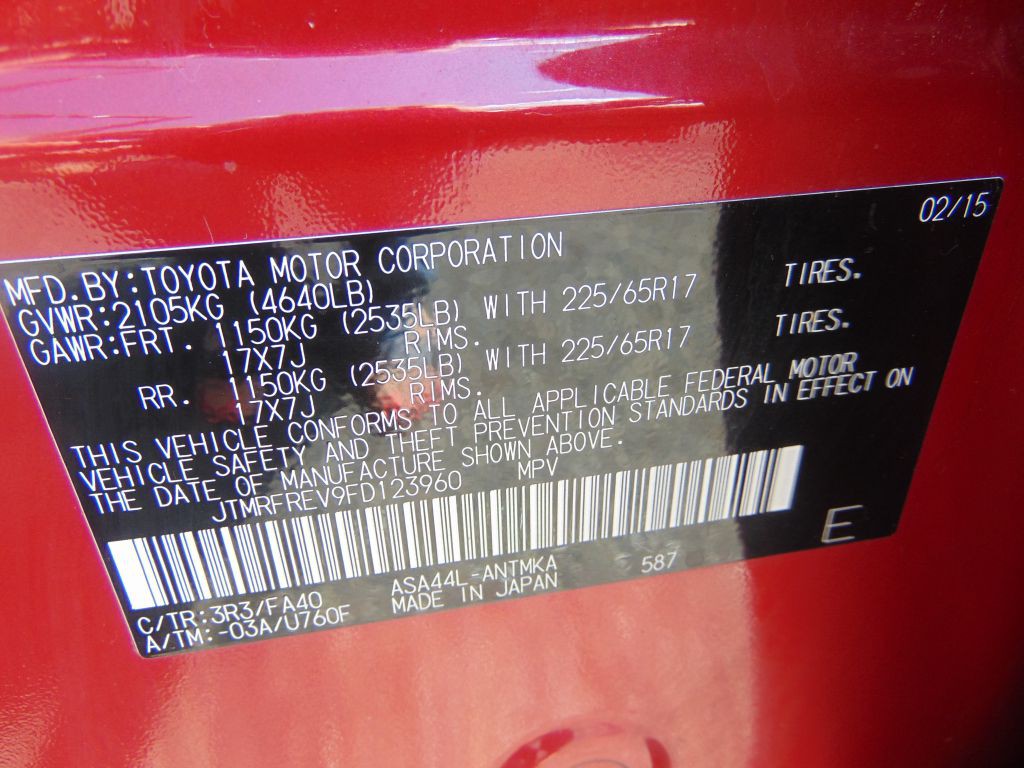 02/15
MFD.BY:TOYOTA MOTOR CORPORATION
GVWR:2105KG (4640LB)
GAWR:FRT. 1150KG (2535LB) WITH 225/65R17 TIRES.
17X7J RIMS.
RR. 1150KG (2535LB) WITH 225/65R17 TIRES.
17X7J RIMS.
THIS VEHICLE CONFORMS TO ALL APPLICABLE FEDERAL MOTOR
VEHICLE SAFETY AND THEFT PREVENTION STANDARDS IN EFFECT ON
THE DATE OF MANUFACTURE SHOWN ABOVE.
JTMRFREV9FD123960 MPV
E
C/TR:3R3/FA40 ASA44L-ANTMKA 587
A/TM:-03A/U760F MADE IN JAPAN